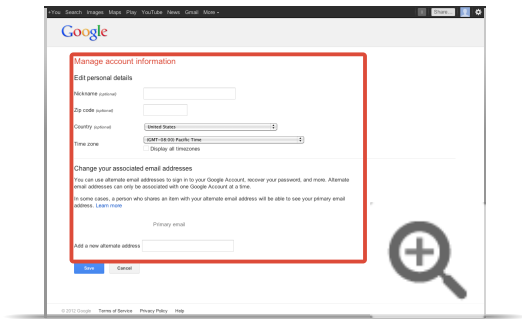 +You Search Images Maps Play YouTube News Gmail More
Share...
Google
Manage account information
Edit personal details
Nickname (optional)
Zip code (optional)
Country (optional) United States
Time zone (GMT-08:00) Pacific Time
Display all timezones
Change your associated email addresses
You can use alternate email addresses to sign in to your Google Account, recover your password, and more. Alternate
email addresses can only be associated with one Google Account at a time.
In some cases, a person who shares an item with your alternate email address will be able to see your primary email
address. Learn more
Primary email
Add a new alternate address
Save Cancel
© 2012 Google Terms of Service Privacy Policy Help